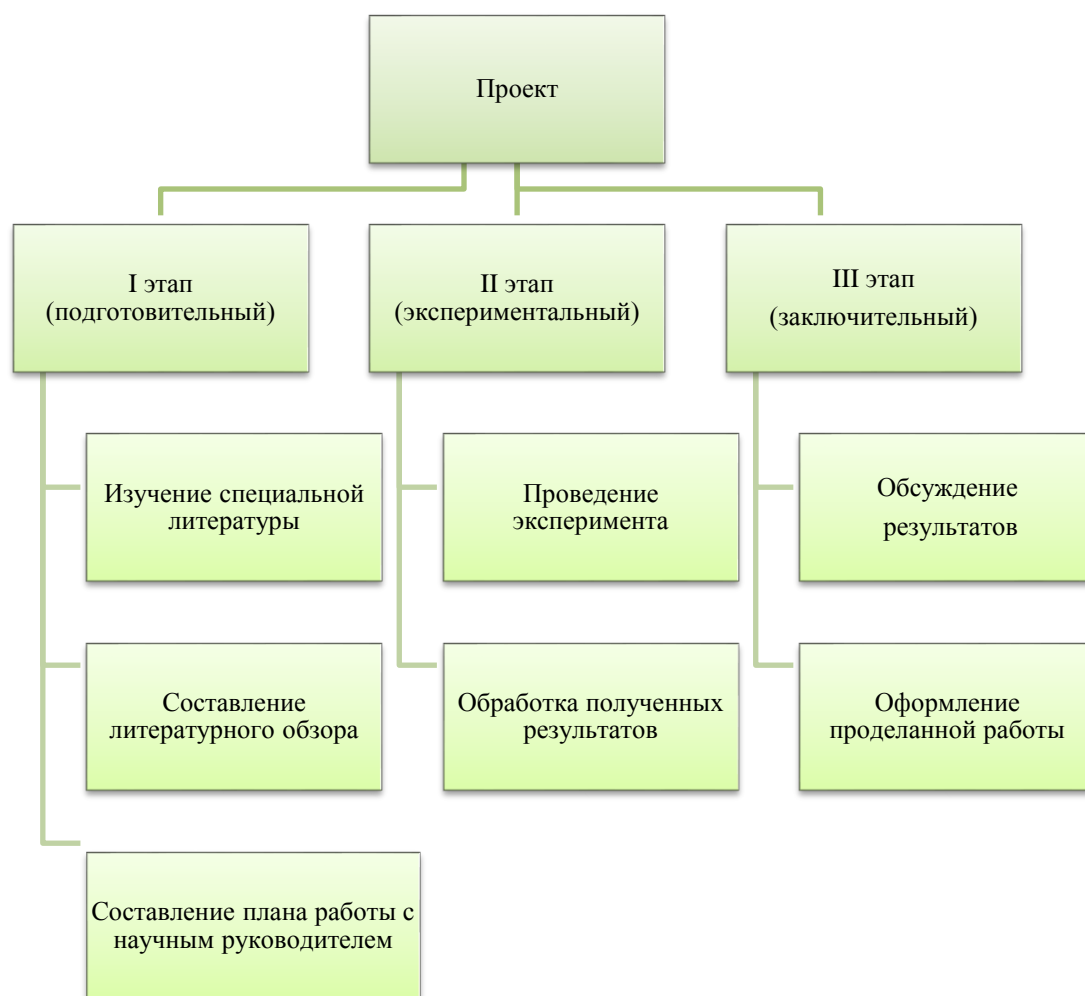 Проект
I этап
(подготовительный)
II этап
(экспериментальный)
III этап
(заключительный)
Изучение специальной
литературы
Проведение
эксперимента
Обсуждение
результатов
Составление
литературного обзора
Обработка полученных
результатов
Оформление
проделанной работы
Составление плана работы с
научным руководителем